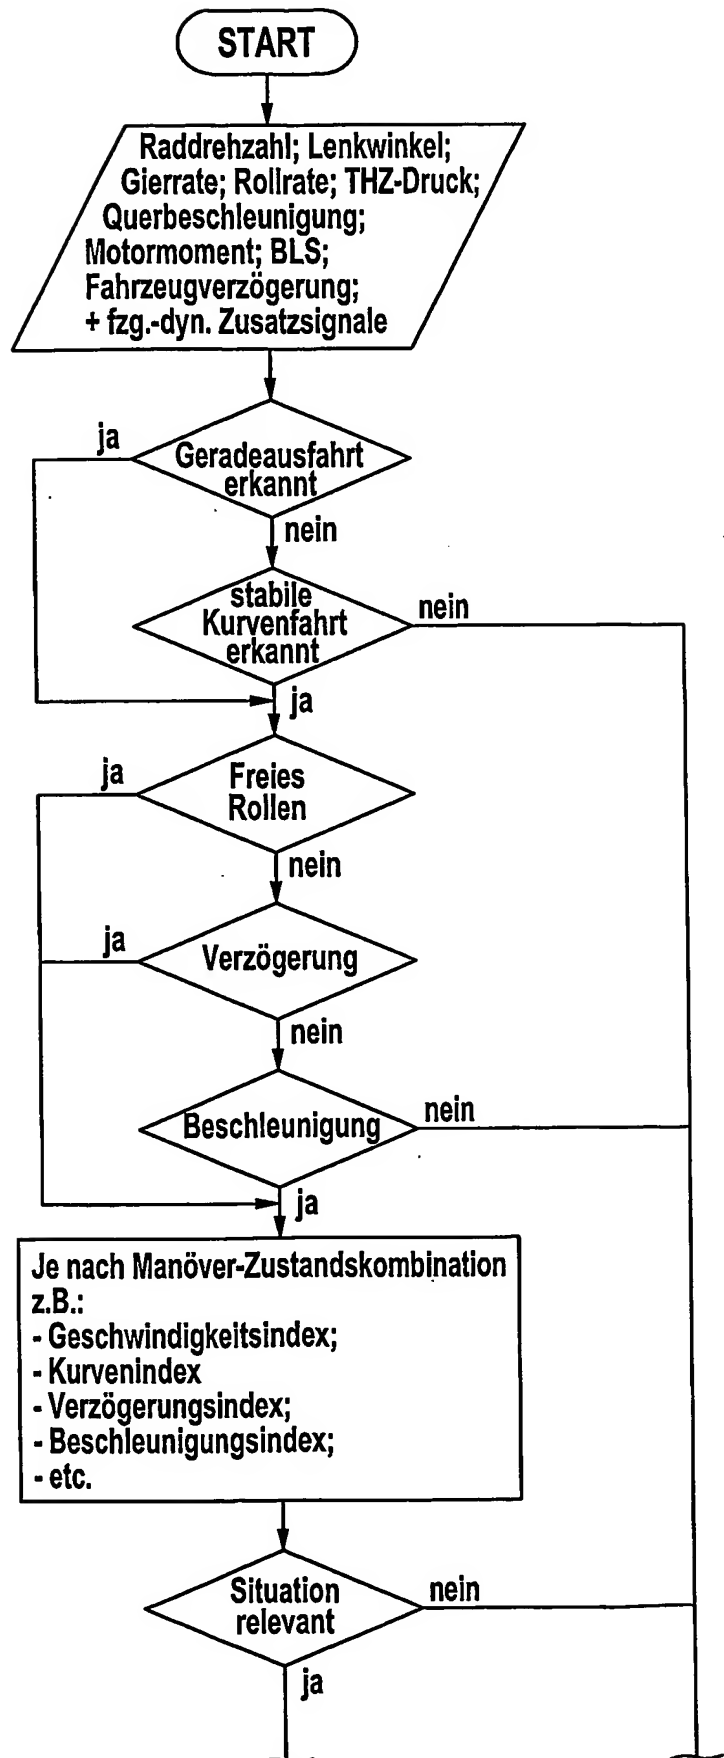 START
Raddrehzahl; Lenkwinkel;
Gierrate; Rollrate; THZ-Druck;
Querbeschleunigung;
Motormoment; BLS;
Fahrzeugverzögerung;
+ fzg.-dyn. Zusatzsignale
ja
Geradeausfahrt
erkannt
nein
stabile
Kurvenfahrt
erkannt
nein
ja
ja
Freies
Rollen
nein
ja
Verzögerung
nein
Beschleunigung
nein
ja
Je nach Manöver-Zustandskombination
z.B.:
- Geschwindigkeitsindex;
- Kurvenindex
- Verzögerungsindex;
- Beschleunigungsindex;
- etc.
Situation
relevant
nein
ja